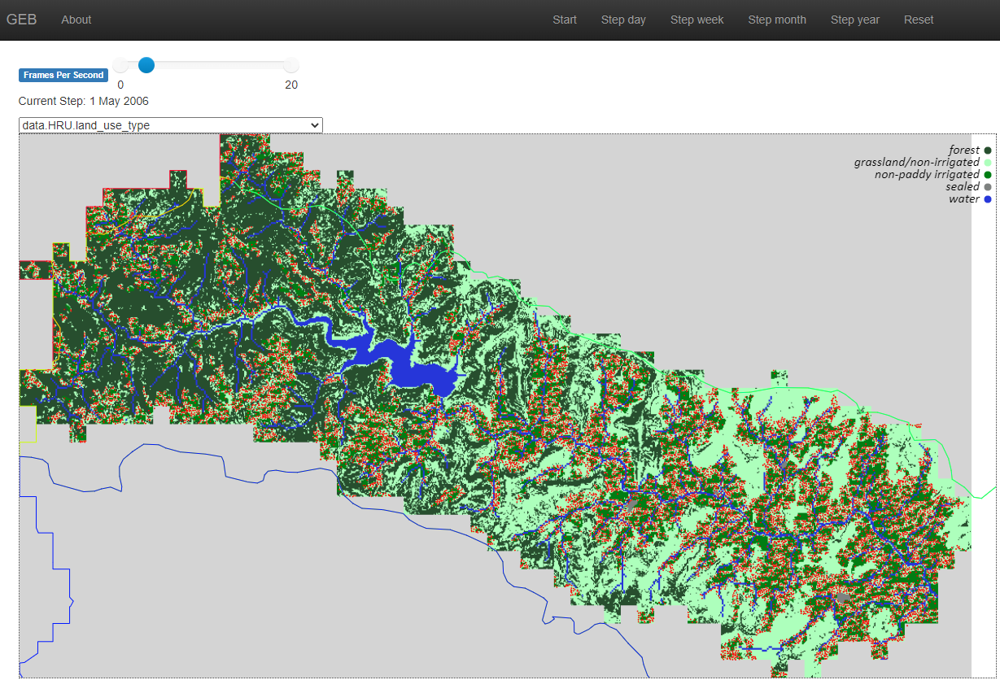 GEB About Start Step day Step week Step month Step year Reset
Frames Per Second
0 20
Current Step: 1 May 2006
data.HRU.land_use_type
forest
grassland/non-irrigated
non-paddy irrigated
sealed
water